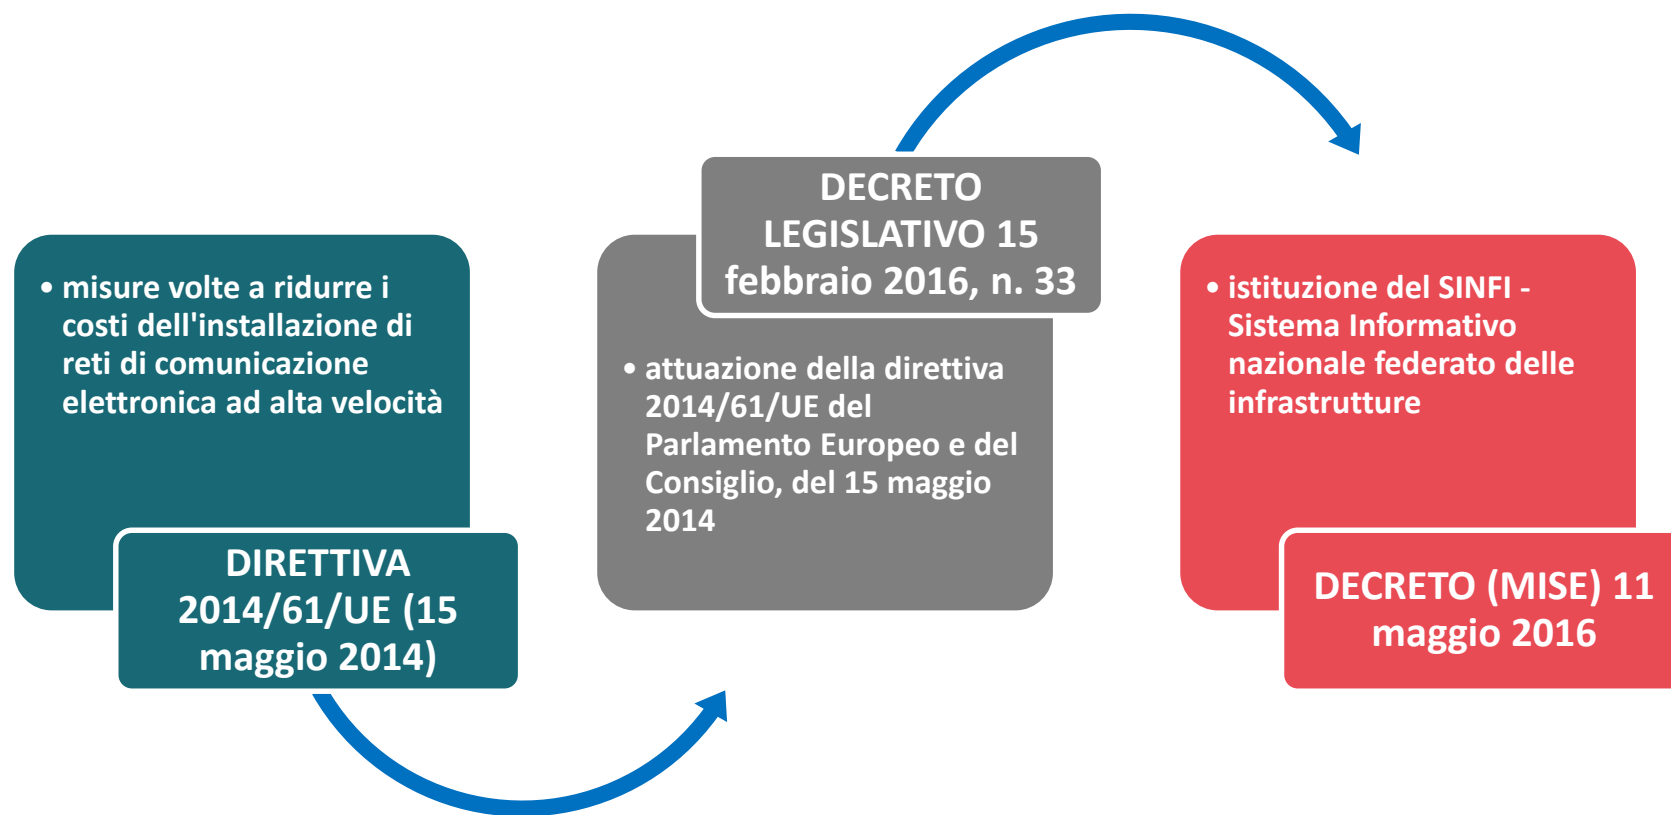 • misure volte a ridurre i
costi dell'installazione di
reti di comunicazione
elettronica ad alta velocità
DIRETTIVA
2014/61/UE (15
maggio 2014)
DECRETO
LEGISLATIVO 15
febbraio 2016, n. 33
• attuazione della direttiva
2014/61/UE del
Parlamento Europeo e del
Consiglio, del 15 maggio
2014
• istituzione del SINFI -
Sistema Informativo
nazionale federato delle
infrastrutture
DECRETO (MISE) 11
maggio 2016